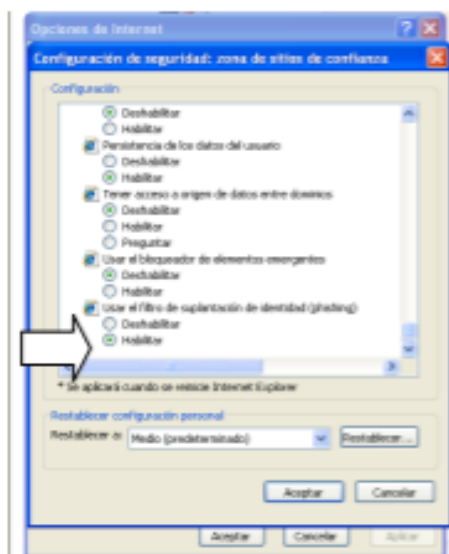 Opciones de Internet
Configuración de seguridad: zona de sitios de confianza
Configuración
Deshabilitar
Habilitar
Persistencia de los datos del usuario
Deshabilitar
Habilitar
Tener acceso a origen de datos entre dominios
Deshabilitar
Habilitar
Preguntar
Usar el bloqueador de elementos emergentes
Deshabilitar
Habilitar
Usar el filtro de suplantación de identidad (phishing)
Deshabilitar
Habilitar
* Se aplicará cuando se reinicie Internet Explorer
Restablecer configuración personal
Restablecer a: Medio (predeterminado) Restablecer...
Aceptar Cancelar
Aceptar Cancelar Aplicar